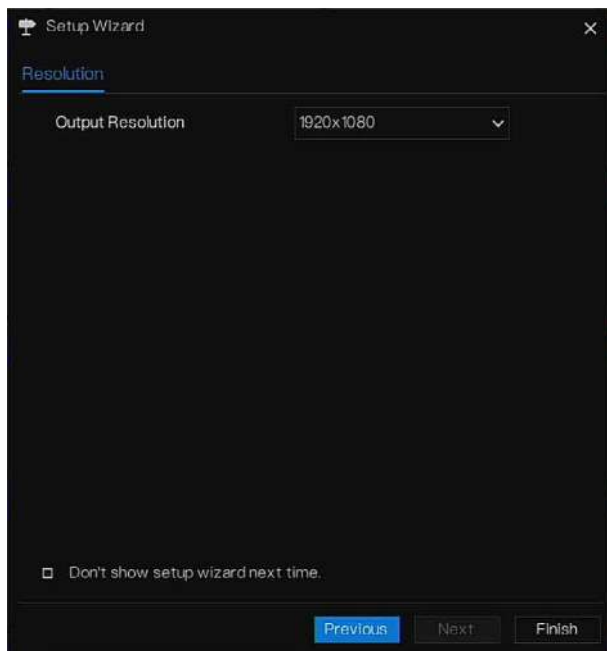 Setup Wizard
Resolution
Output Resolution 1920x1080
Don't show setup wizard next time.
Previous Next Finish